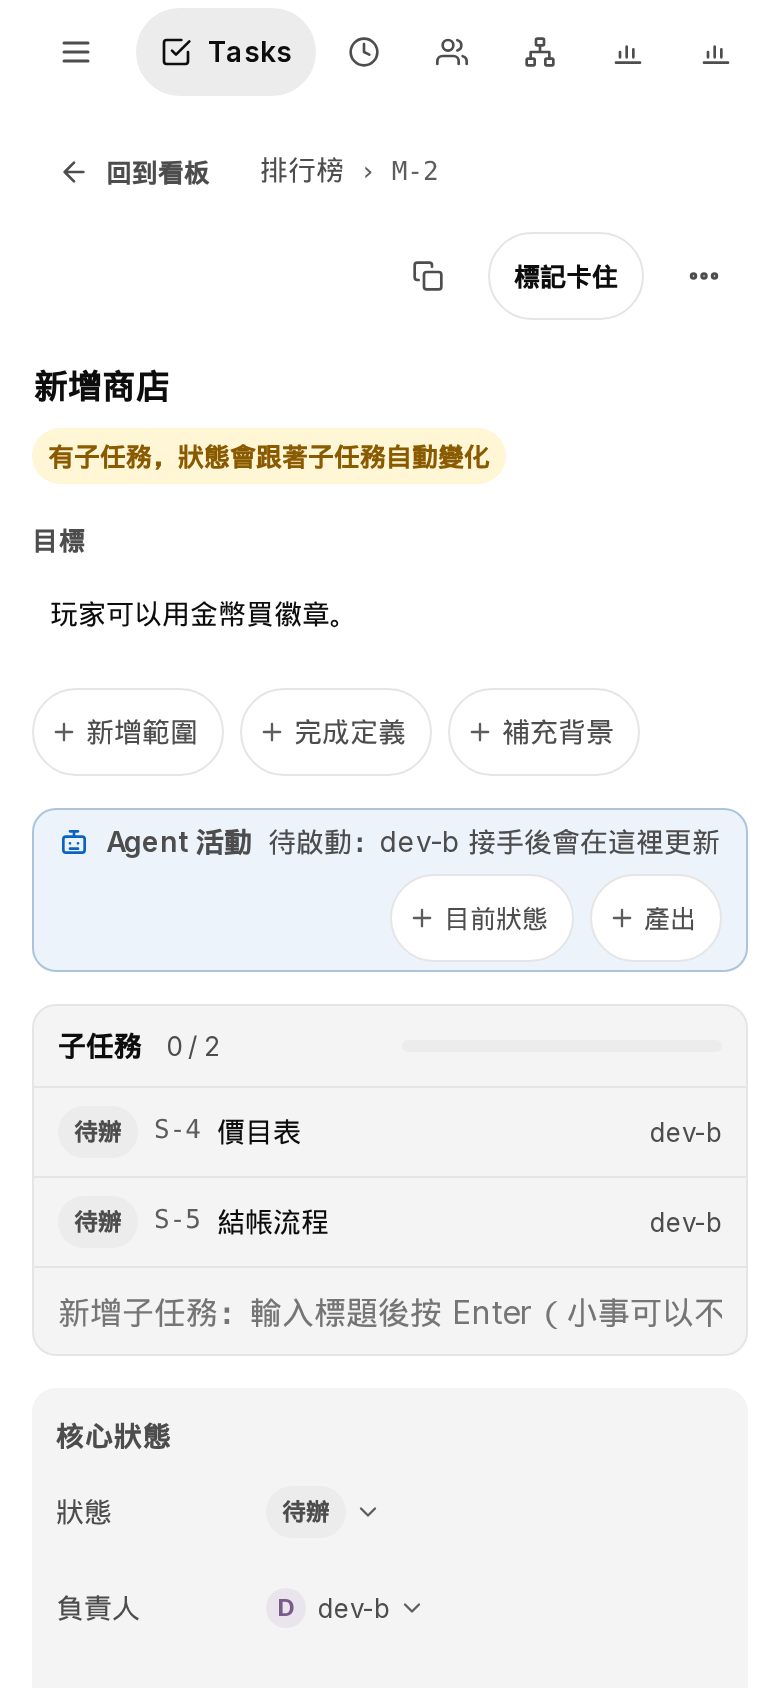 Tasks
回到看板 排行榜 › M-2
標記卡住
新增商店
有子任務，狀態會跟著子任務自動變化
目標
玩家可以用金幣買徽章。
新增範圍 完成定義 補充背景
Agent 活動 待啟動：dev-b 接手後會在這裡更新
目前狀態 產出
子任務 0 / 2
待辦 S-4 價目表 dev-b
待辦 S-5 結帳流程 dev-b
新增子任務：輸入標題後按 Enter（小事可以不
核心狀態
狀態 待辦
負責人 D dev-b